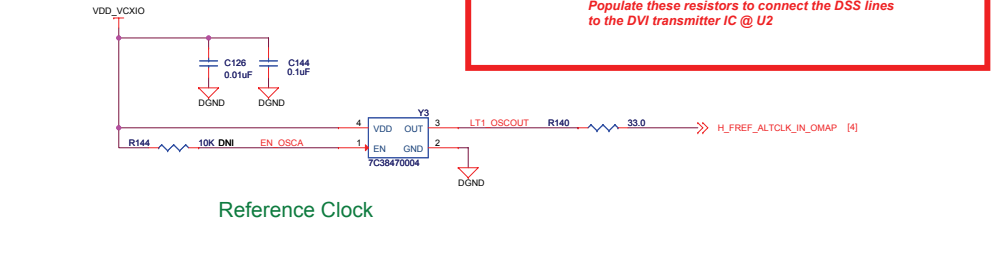 VDD_VCXIO
Populate these resistors to connect the DSS lines
to the DVI transmitter IC @ U2
C126
0.01uF
C144
0.1uF
DGND
DGND
Y3
4 VDD OUT 3 LT1_OSCOUT R140 33.0 H_FREF_ALTCLK_IN_OMAP [4]
R144 10K DNI EN_OSCA 1 EN GND 2
7C38470004
DGND
Reference Clock